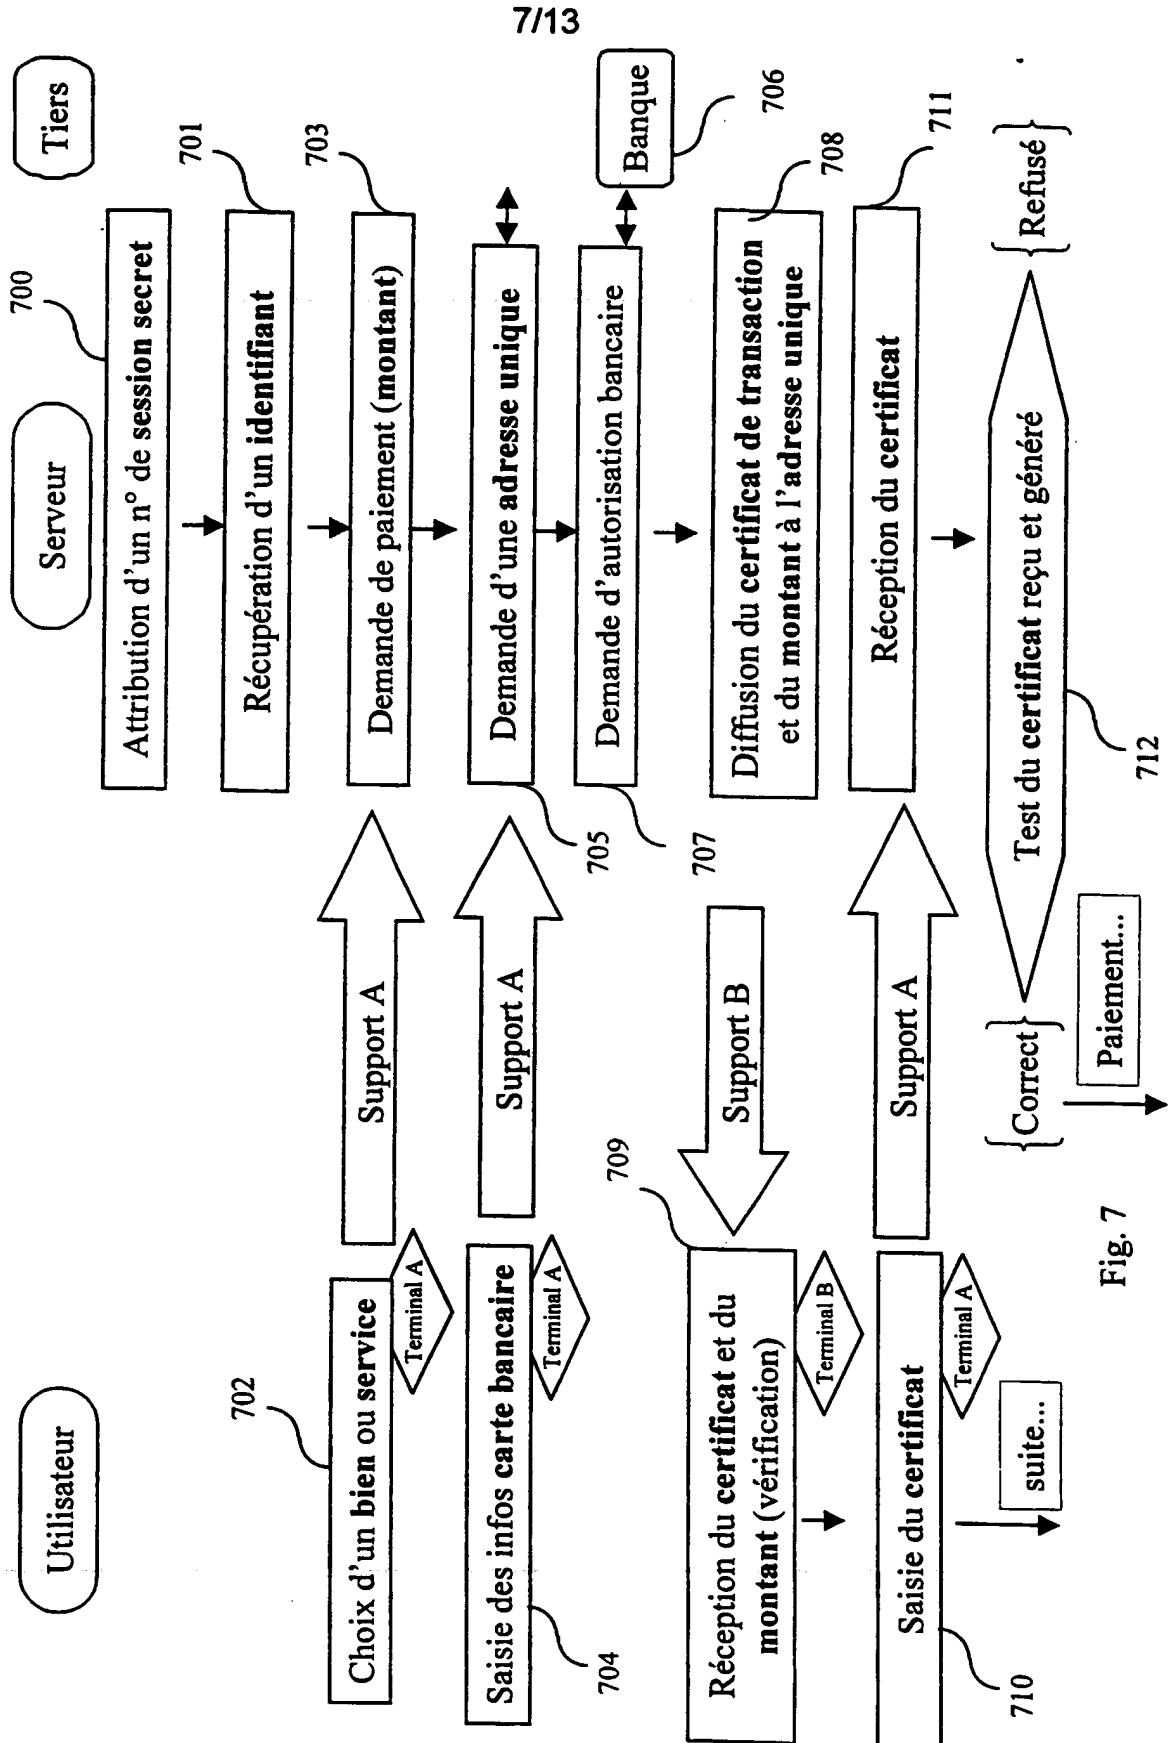 7/13
Utilisateur
Serveur
Tiers
700
Attribution d'un n° de session secret
701
Récupération d'un identifiant
702
Choix d'un bien ou service
Terminal A
Support A
703
Demande de paiement (montant)
Saisie des infos carte bancaire
704
Terminal A
Support A
Demande d'une adresse unique
705
Demande d'autorisation bancaire
707
Banque
706
708
Diffusion du certificat de transaction
et du montant à l'adresse unique
Support B
709
Réception du certificat et du
montant (vérification)
Terminal B
Saisie du certificat
710
Terminal A
suite...
Support A
711
Réception du certificat
Test du certificat reçu et généré
712
{Correct}
{Refusé}
Paiement...
Fig. 7